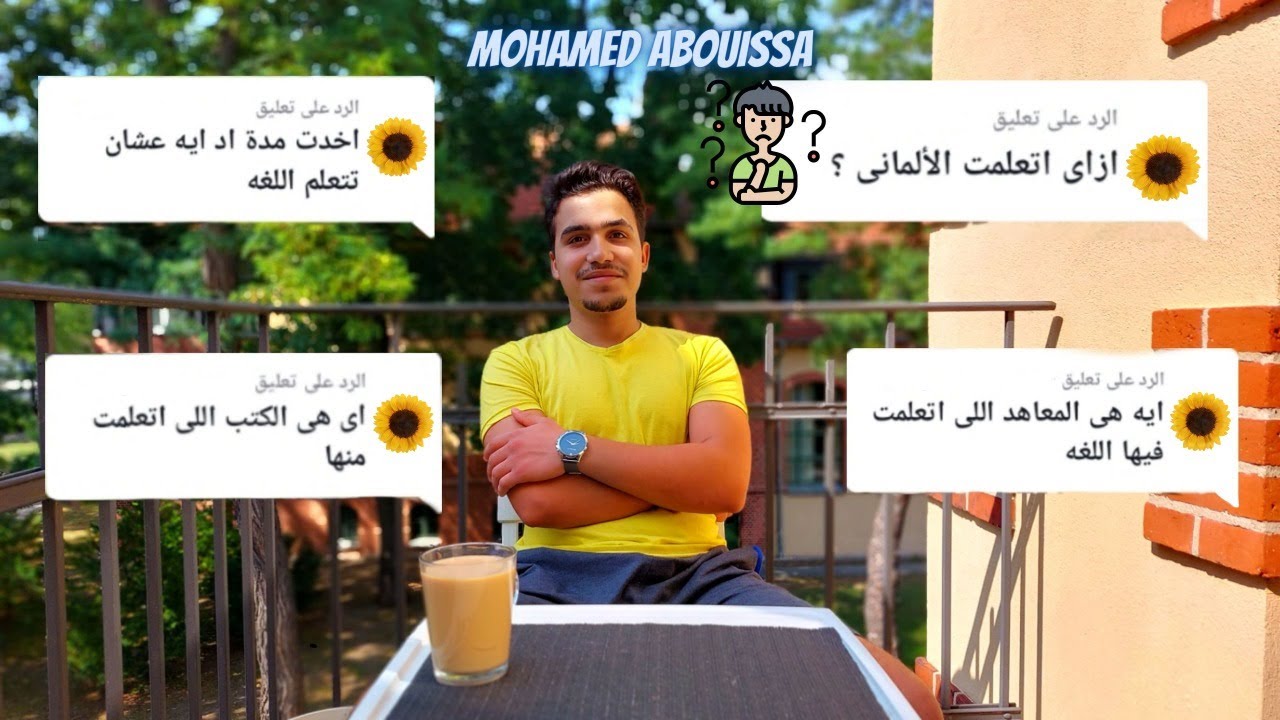 MOHAMED ABOUISSA
الرد على تعليق
اخدت مدة اد ايه عشان
تتعلم اللغه
الرد على تعليق
ازاى اتعلمت الألمانى ؟
? ? ? ?
الرد على تعليق
اى هى الكتب اللى اتعلمت
منها
الرد على تعليق
ايه هى المعاهد اللى اتعلمت
فيها اللغه